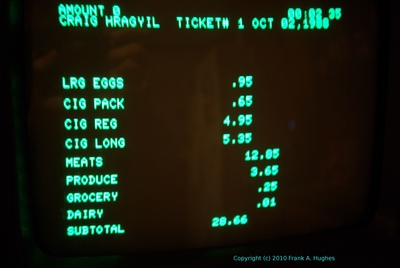 AMOUNT 0 00:02 35
CRAIG HRAGYIL TICKET# 1 OCT 02,1980
LRG EGGS .95
CIG PACK .65
CIG REG 4.95
CIG LONG 5.35
MEATS 12.85
PRODUCE 3.65
GROCERY .25
DAIRY .01
SUBTOTAL 28.66
Copyright (c) 2010 Frank A. Hughes